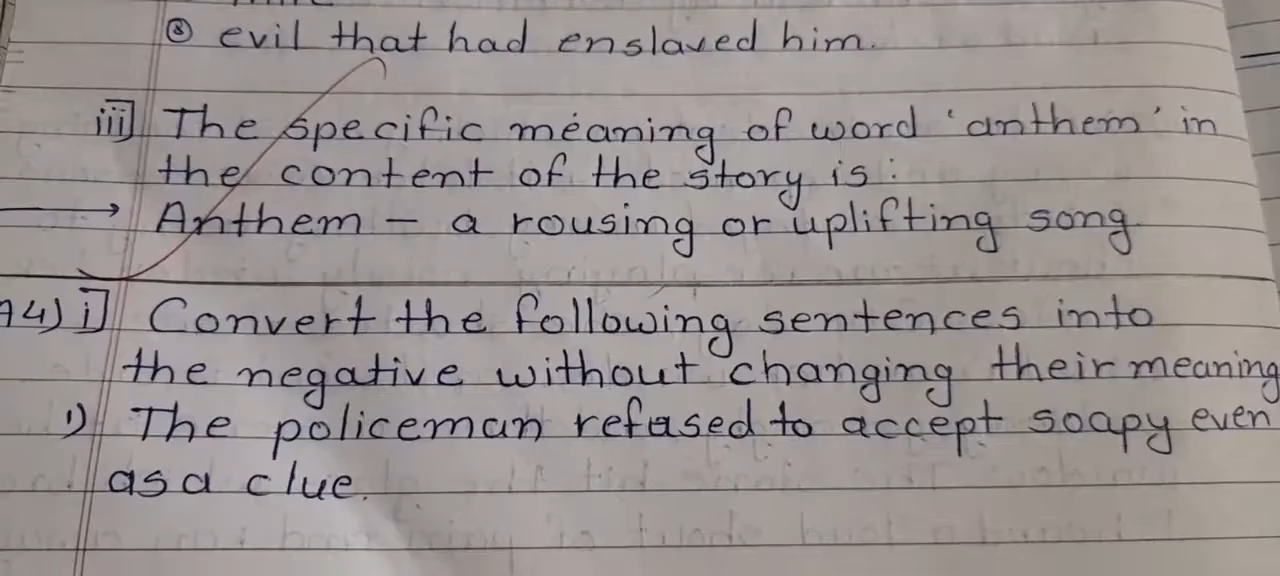 ⑧ evil that had enslaved him.
iii] The specific meaning of word 'anthem' in
the content of the story is :
→ Anthem - a rousing or uplifting song
A4) i] Convert the following sentences into
the negative without changing their meaning
1) The policeman refused to accept soapy even
as a clue.